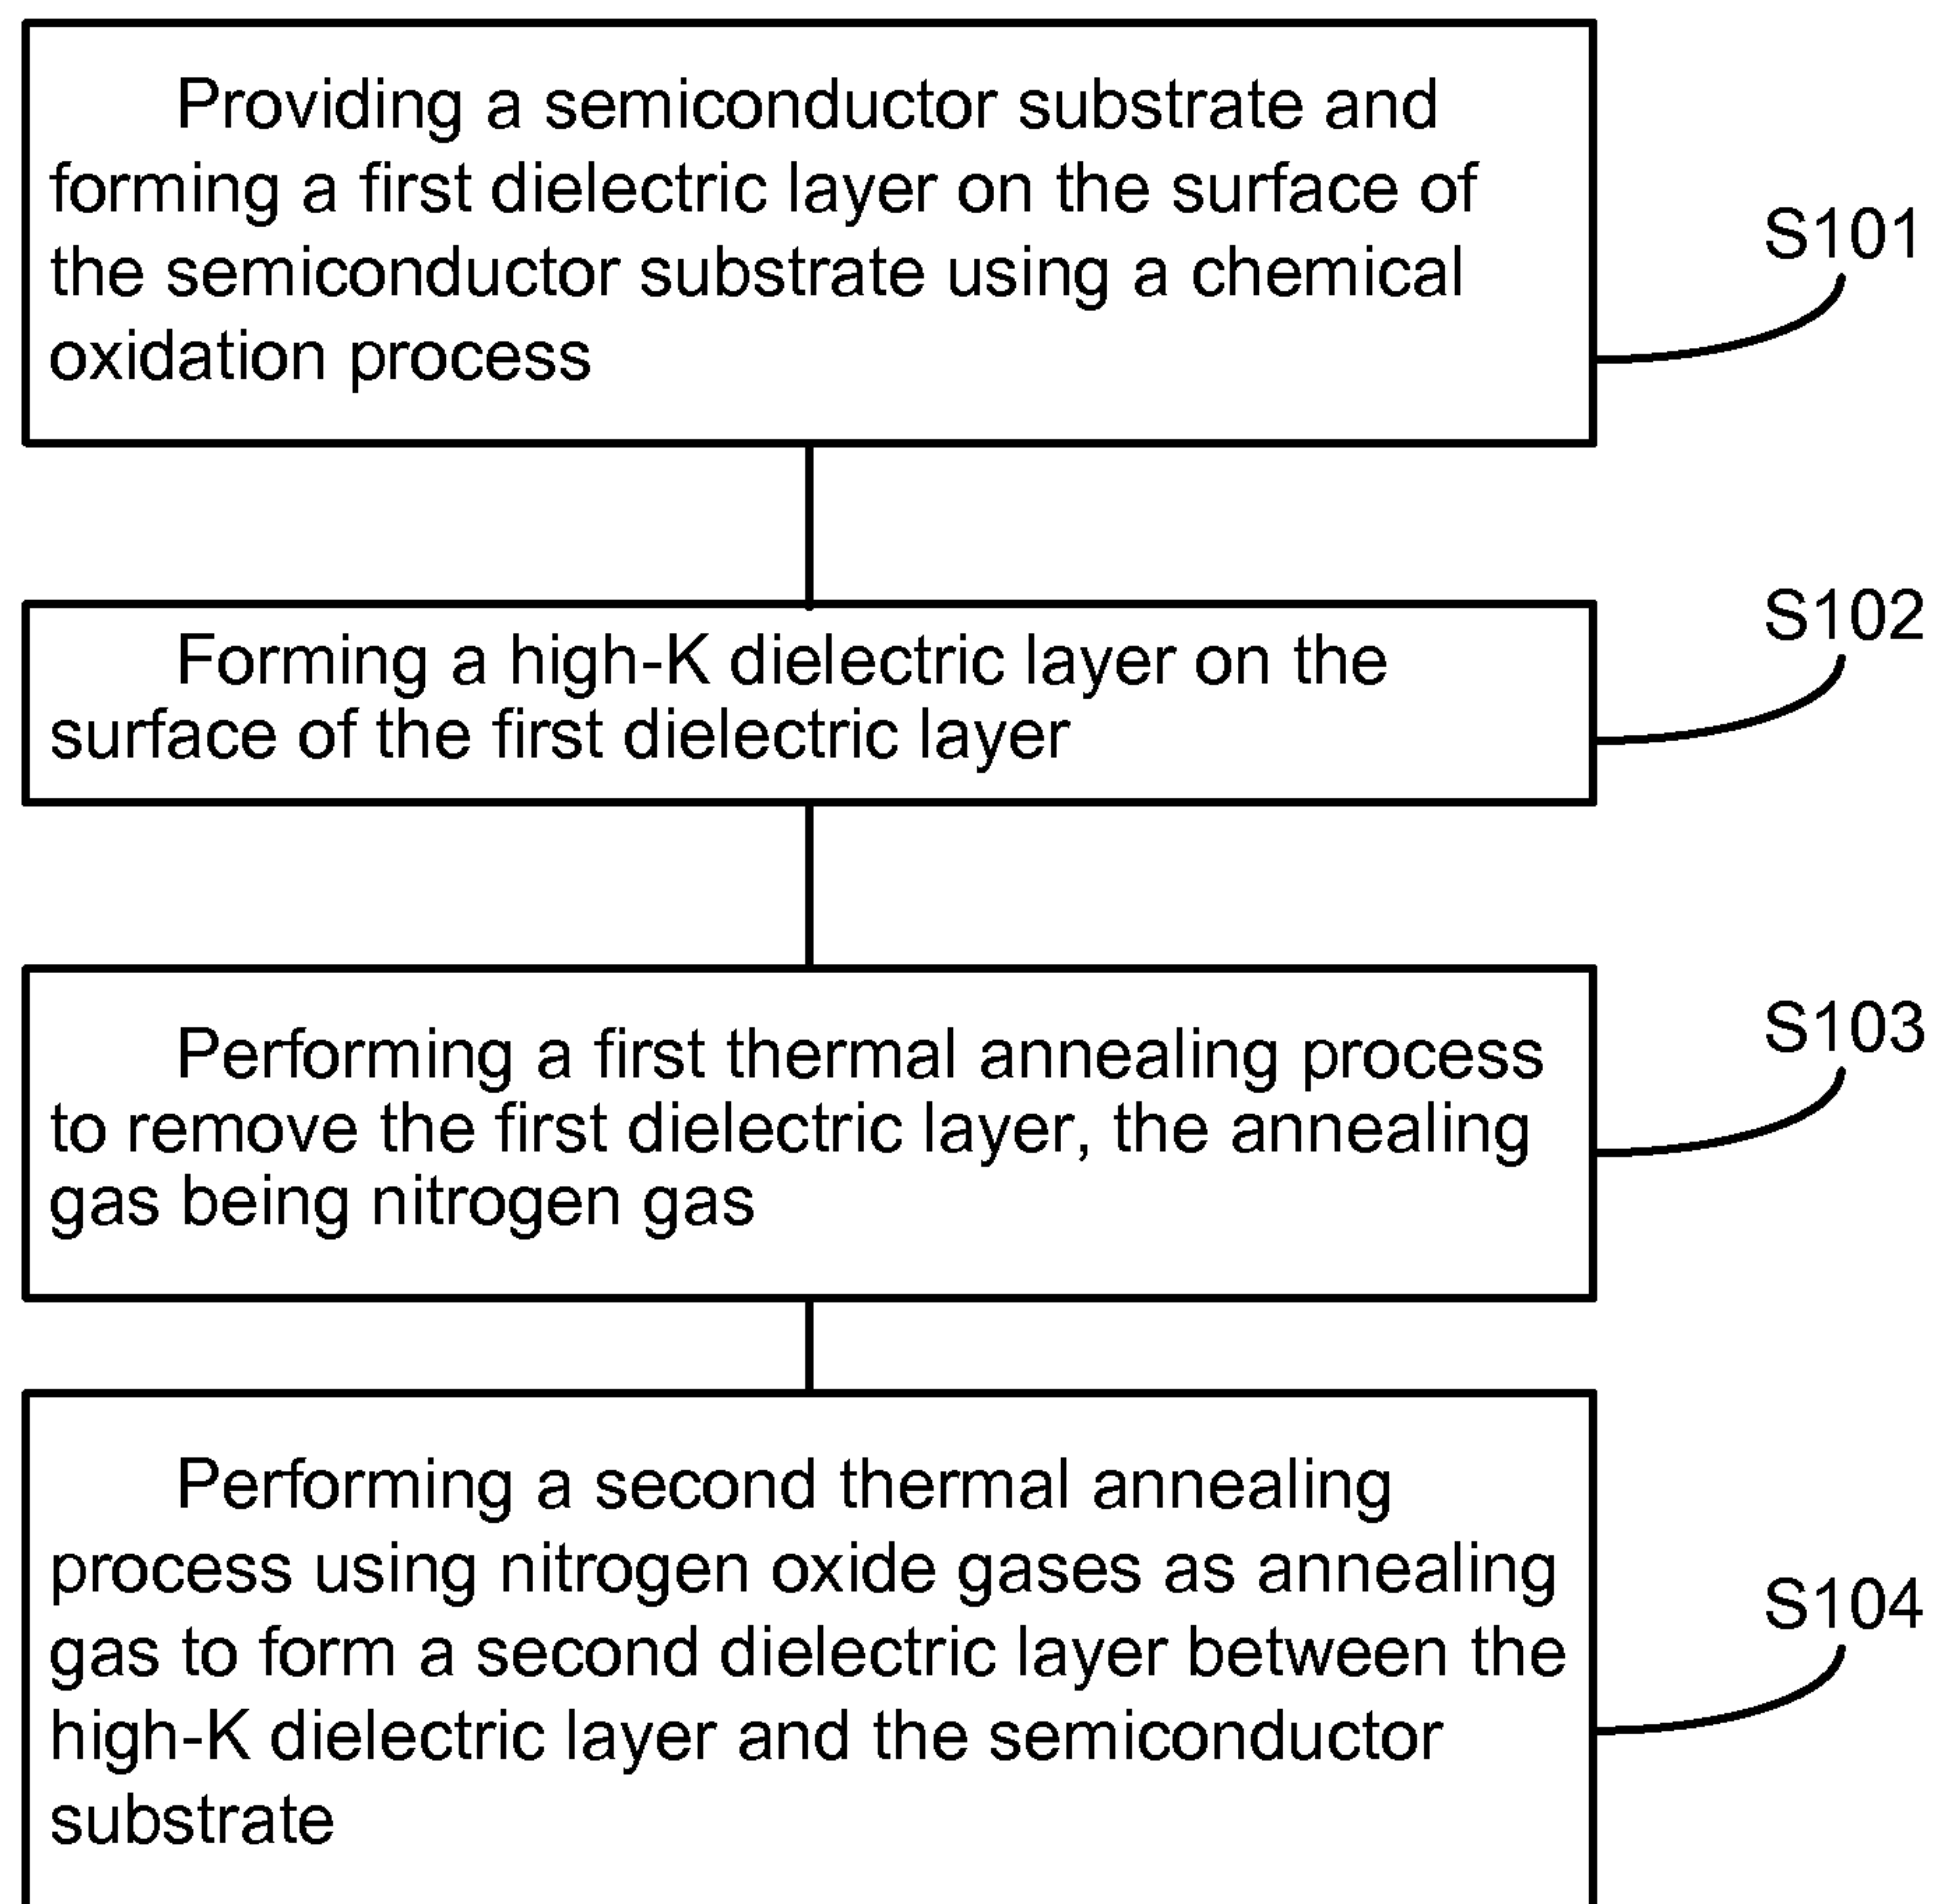 Providing a semiconductor substrate and
forming a first dielectric layer on the surface of
the semiconductor substrate using a chemical
oxidation process
S101
Forming a high-K dielectric layer on the
surface of the first dielectric layer
S102
Performing a first thermal annealing process
to remove the first dielectric layer, the annealing
gas being nitrogen gas
S103
Performing a second thermal annealing
process using nitrogen oxide gases as annealing
gas to form a second dielectric layer between the
high-K dielectric layer and the semiconductor
substrate
S104